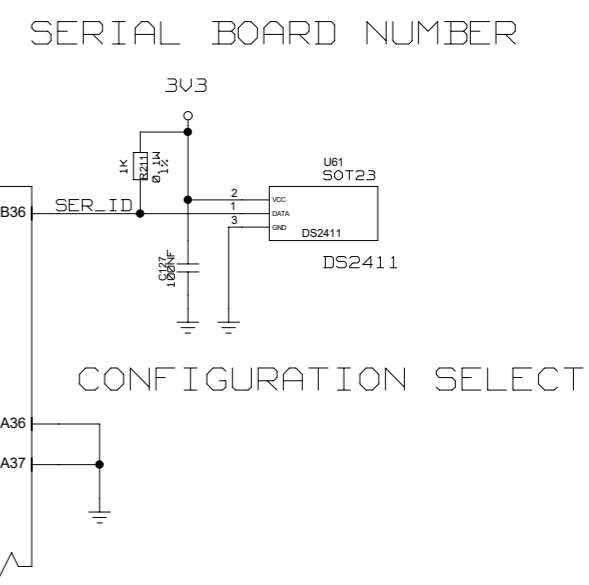 SERIAL BOARD NUMBER
3V3
1K
R211
0.1W
1%
U61
SOT23
B36
SER_ID
2
VCC
1
DATA
3
GND
DS2411
DS2411
C127
100NF
CONFIGURATION SELECT
A36
A37